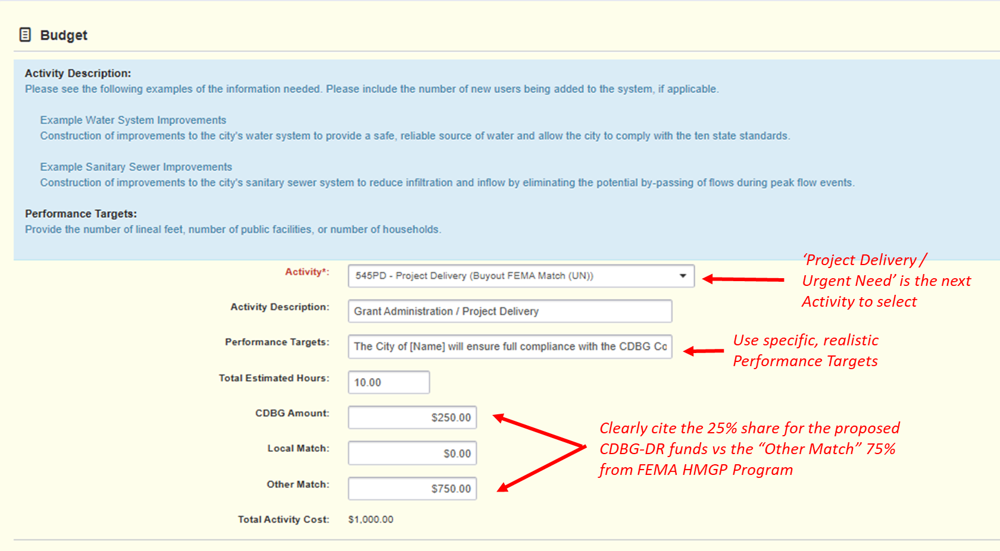 Budget
Activity Description:
Please see the following examples of the information needed. Please include the number of new users being added to the system, if applicable.
Example Water System Improvements
Construction of improvements to the city's water system to provide a safe, reliable source of water and allow the city to comply with the ten state standards.
Example Sanitary Sewer Improvements
Construction of improvements to the city's sanitary sewer system to reduce infiltration and inflow by eliminating the potential by-passing of flows during peak flow events.
Performance Targets:
Provide the number of lineal feet, number of public facilities, or number of households.
Activity*: 545PD - Project Delivery (Buyout FEMA Match (UN))
‘Project Delivery /
Urgent Need’ is the next
Activity to select
Activity Description: Grant Administration / Project Delivery
Performance Targets: The City of [Name] will ensure full compliance with the CDBG Co
Use specific, realistic
Performance Targets
Total Estimated Hours: 10.00
CDBG Amount: $250.00
Local Match: $0.00
Other Match: $750.00
Clearly cite the 25% share for the proposed
CDBG-DR funds vs the “Other Match” 75%
from FEMA HMGP Program
Total Activity Cost: $1,000.00